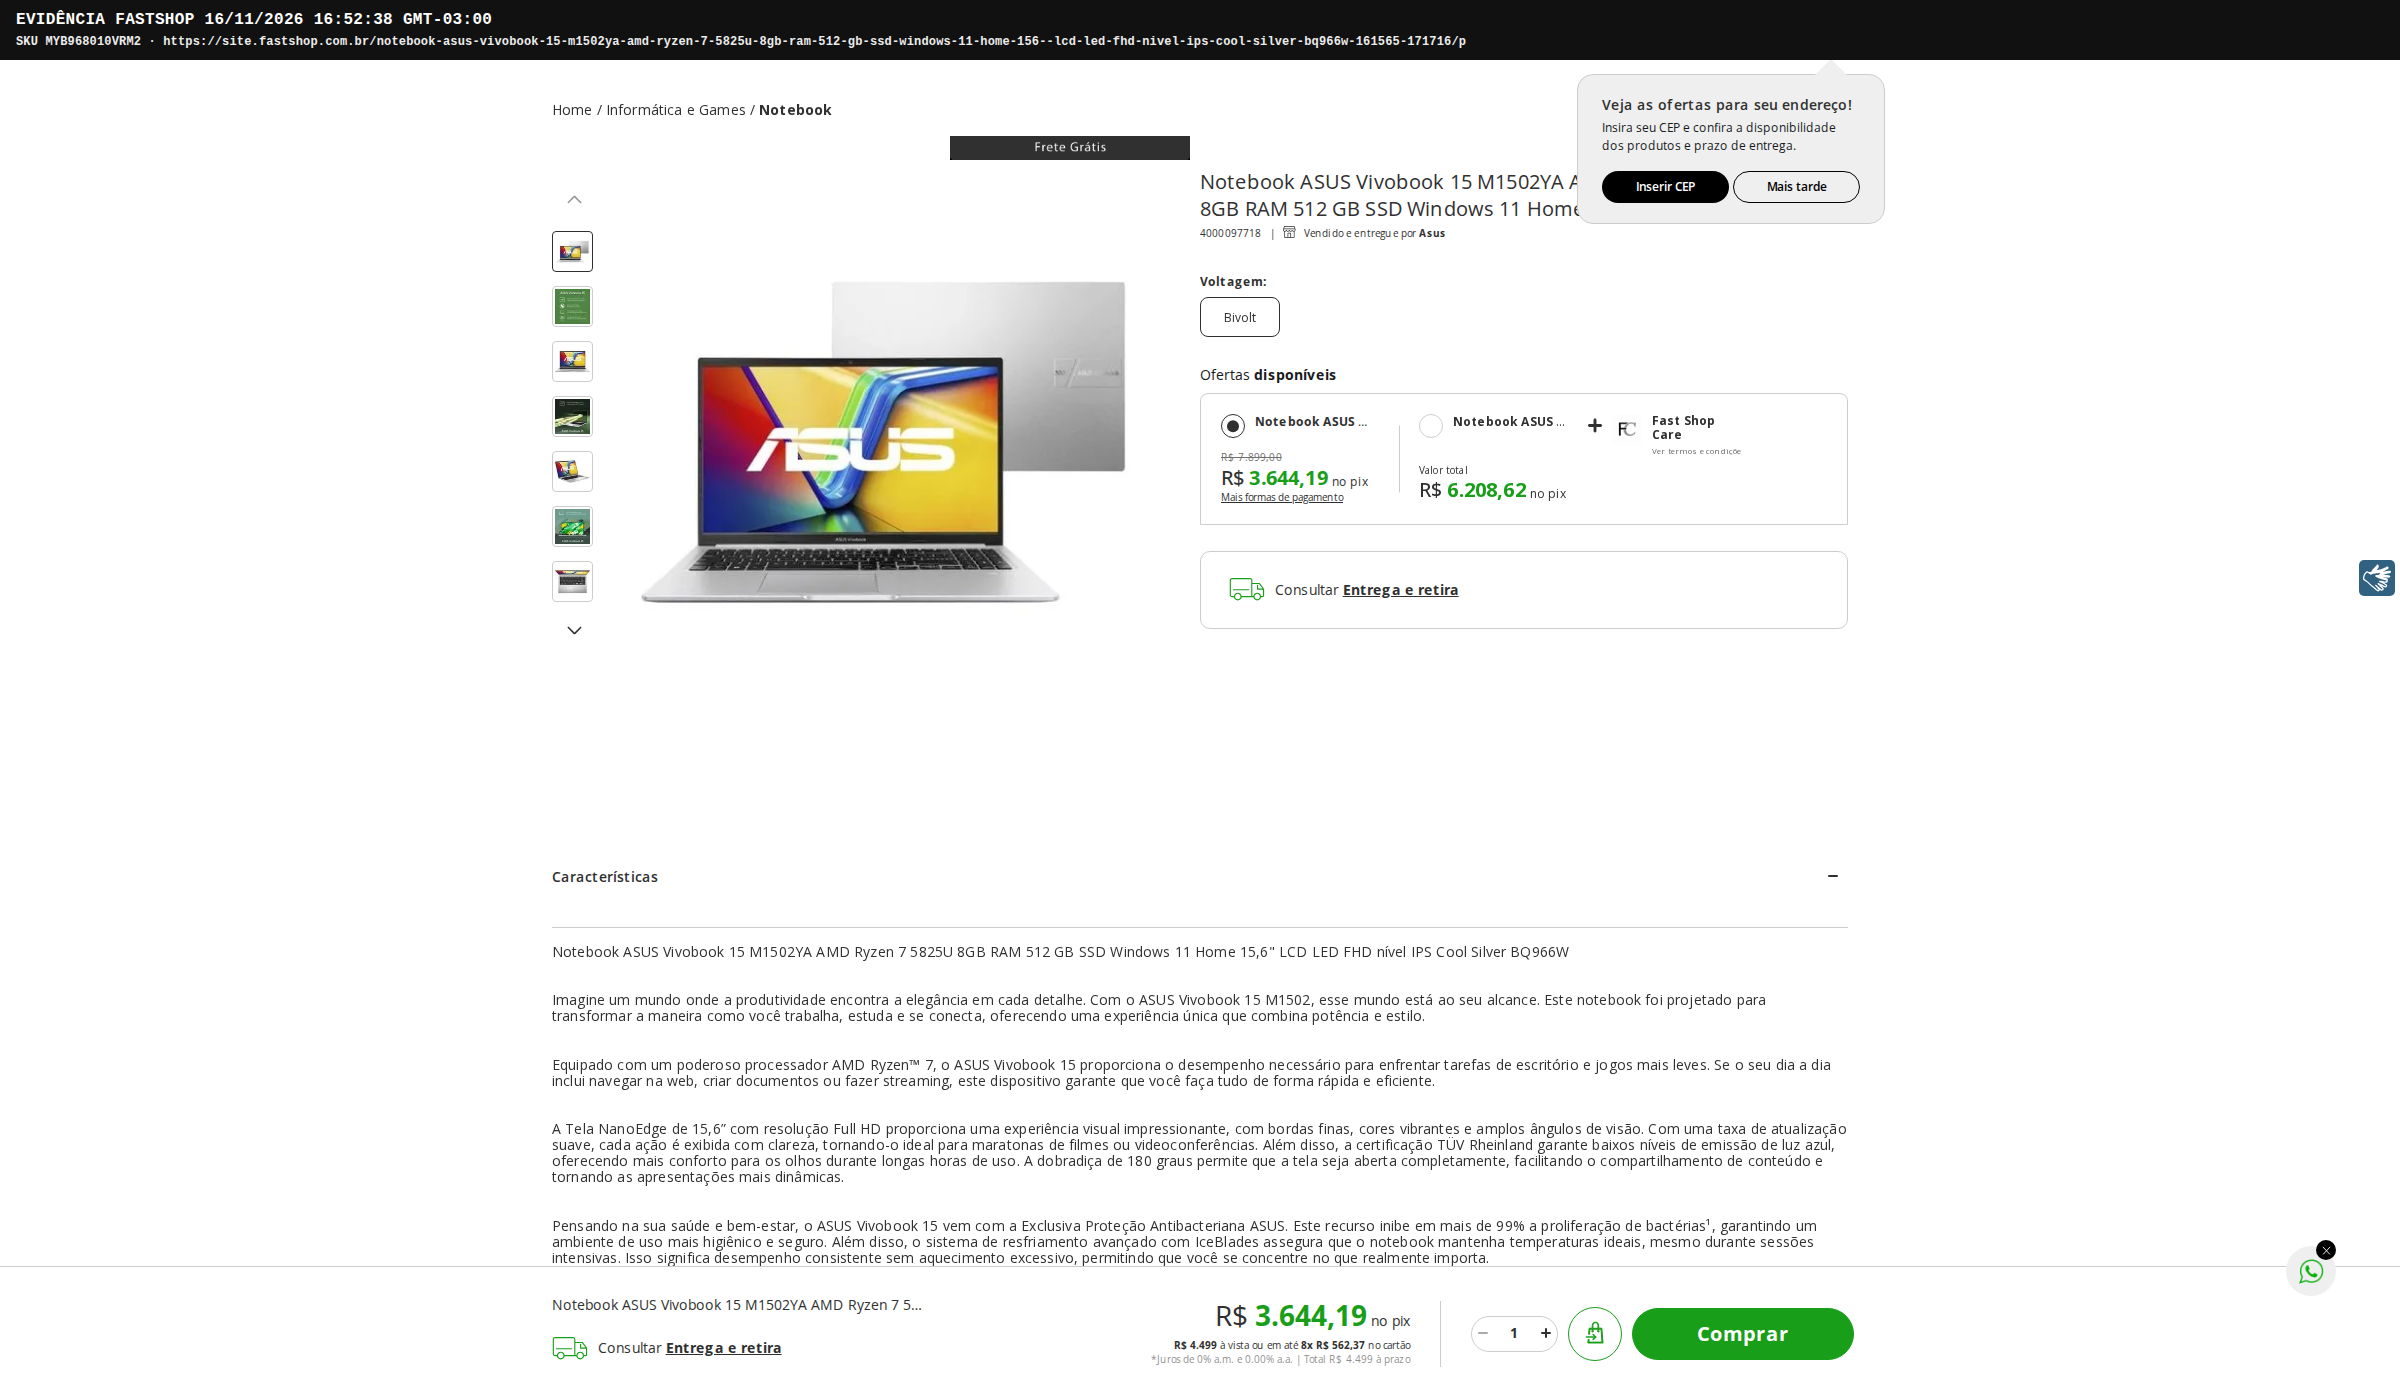 EVIDÊNCIA FASTSHOP 16/11/2026 16:52:38 GMT-03:00
SKU MYB968010VRM2 · https://site.fastshop.com.br/notebook-asus-vivobook-15-m1502ya-amd-ryzen-7-5825u-8gb-ram-512-gb-ssd-windows-11-home-156--lcd-led-fhd-nivel-ips-cool-silver-bq966w-161565-171716/p
Veja as ofertas para seu endereço!
Insira seu CEP e confira a disponibilidade
dos produtos e prazo de entrega.
Inserir CEP
Mais tarde
Home / Informática e Games / Notebook
Frete Grátis
ASUS
ASUS Vivobook
Notebook ASUS Vivobook 15 M1502YA A
8GB RAM 512 GB SSD Windows 11 Home
4000097718 | Vendido e entregue por Asus
Voltagem:
Bivolt
Ofertas disponíveis
Notebook ASUS ...
R$ 7.899,00
R$ 3.644,19 no pix
Mais formas de pagamento
Notebook ASUS ...
Valor total
R$ 6.208,62 no pix
+
FC
Fast Shop
Care
Ver termos e condiçõe
Consultar Entrega e retira
Características
Notebook ASUS Vivobook 15 M1502YA AMD Ryzen 7 5825U 8GB RAM 512 GB SSD Windows 11 Home 15,6" LCD LED FHD nível IPS Cool Silver BQ966W
Imagine um mundo onde a produtividade encontra a elegância em cada detalhe. Com o ASUS Vivobook 15 M1502, esse mundo está ao seu alcance. Este notebook foi projetado para
transformar a maneira como você trabalha, estuda e se conecta, oferecendo uma experiência única que combina potência e estilo.
Equipado com um poderoso processador AMD Ryzen™ 7, o ASUS Vivobook 15 proporciona o desempenho necessário para enfrentar tarefas de escritório e jogos mais leves. Se o seu dia a dia
inclui navegar na web, criar documentos ou fazer streaming, este dispositivo garante que você faça tudo de forma rápida e eficiente.
A Tela NanoEdge de 15,6” com resolução Full HD proporciona uma experiência visual impressionante, com bordas finas, cores vibrantes e amplos ângulos de visão. Com uma taxa de atualização
suave, cada ação é exibida com clareza, tornando-o ideal para maratonas de filmes ou videoconferências. Além disso, a certificação TÜV Rheinland garante baixos níveis de emissão de luz azul,
oferecendo mais conforto para os olhos durante longas horas de uso. A dobradiça de 180 graus permite que a tela seja aberta completamente, facilitando o compartilhamento de conteúdo e
tornando as apresentações mais dinâmicas.
Pensando na sua saúde e bem-estar, o ASUS Vivobook 15 vem com a Exclusiva Proteção Antibacteriana ASUS. Este recurso inibe em mais de 99% a proliferação de bactérias¹, garantindo um
ambiente de uso mais higiênico e seguro. Além disso, o sistema de resfriamento avançado com IceBlades assegura que o notebook mantenha temperaturas ideais, mesmo durante sessões
intensivas. Isso significa desempenho consistente sem aquecimento excessivo, permitindo que você se concentre no que realmente importa.
Notebook ASUS Vivobook 15 M1502YA AMD Ryzen 7 5...
Consultar Entrega e retira
R$ 3.644,19 no pix
R$ 4.499 à vista ou em até 8x R$ 562,37 no cartão
*Juros de 0% a.m. e 0.00% a.a. | Total R$ 4.499 à prazo
− 1 +
Comprar